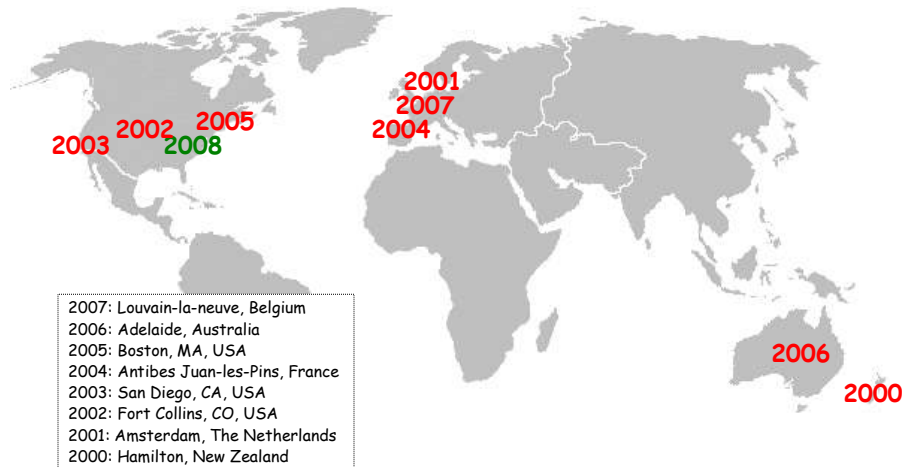 2001
2007
2005
2002
2004
2003
2008
2007: Louvain-la-neuve, Belgium
2006: Adelaide, Australia
2005: Boston, MA, USA
2004: Antibes Juan-les-Pins, France
2003: San Diego, CA, USA
2002: Fort Collins, CO, USA
2001: Amsterdam, The Netherlands
2000: Hamilton, New Zealand
2006
2000